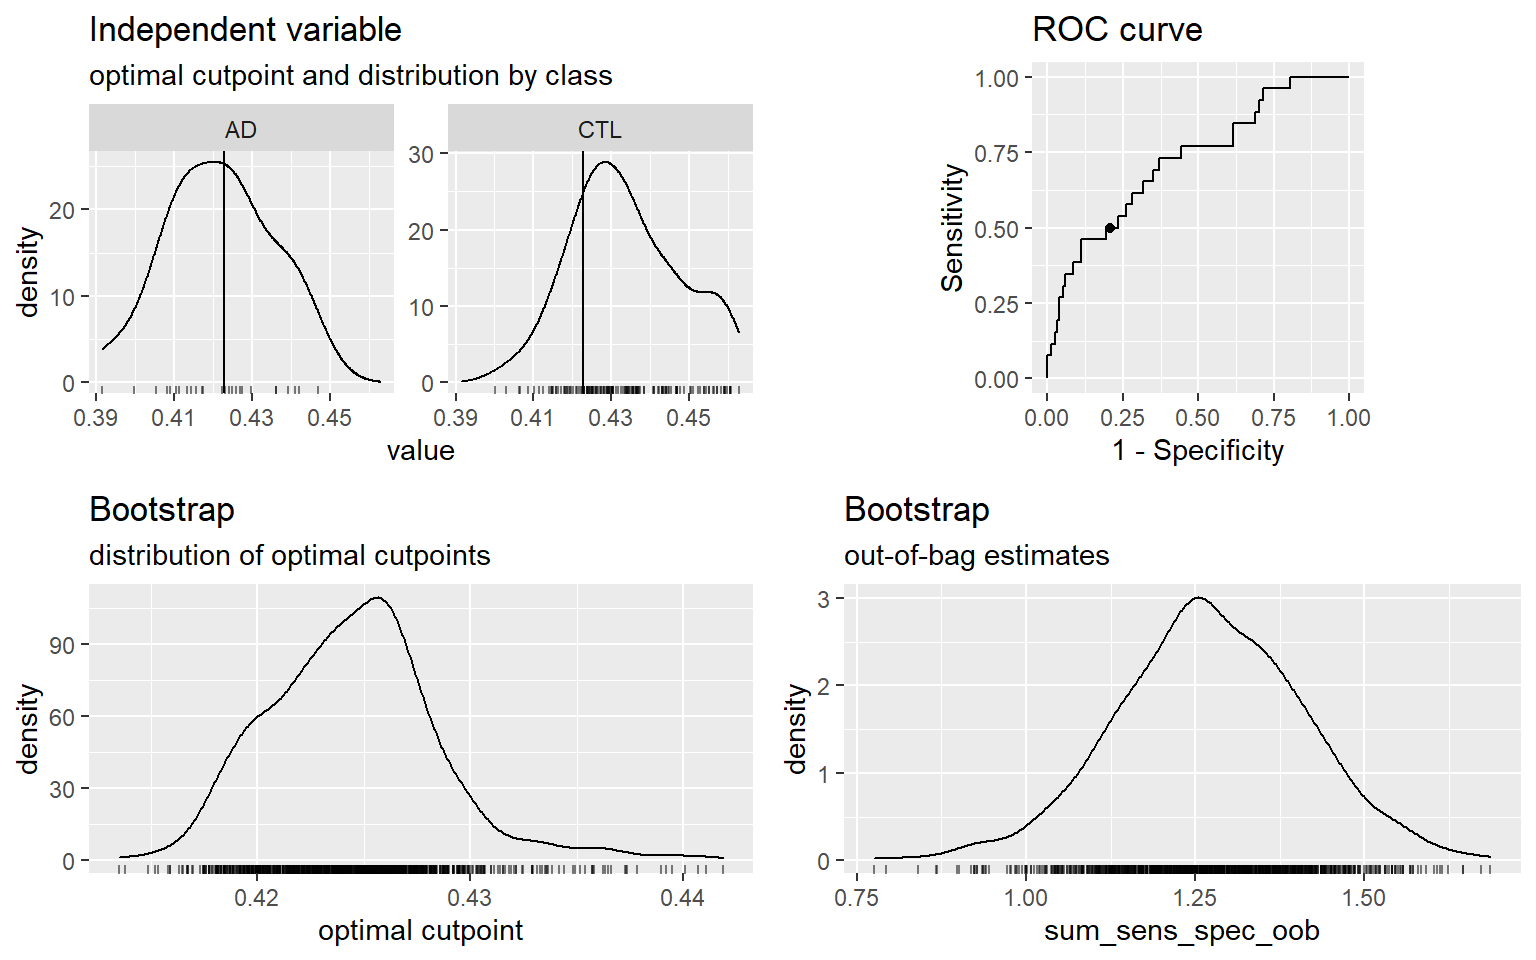 Independent variable
optimal cutpoint and distribution by class
AD
CTL
density
20
10
0
30
20
10
0
0.39 0.41 0.43 0.45
0.39 0.41 0.43 0.45
value
ROC curve
Sensitivity
1.00
0.75
0.50
0.25
0.00
0.00 0.25 0.50 0.75 1.00
1 - Specificity
Bootstrap
distribution of optimal cutpoints
density
90
60
30
0
0.42 0.43 0.44
optimal cutpoint
Bootstrap
out-of-bag estimates
density
3
2
1
0
0.75 1.00 1.25 1.50
sum_sens_spec_oob